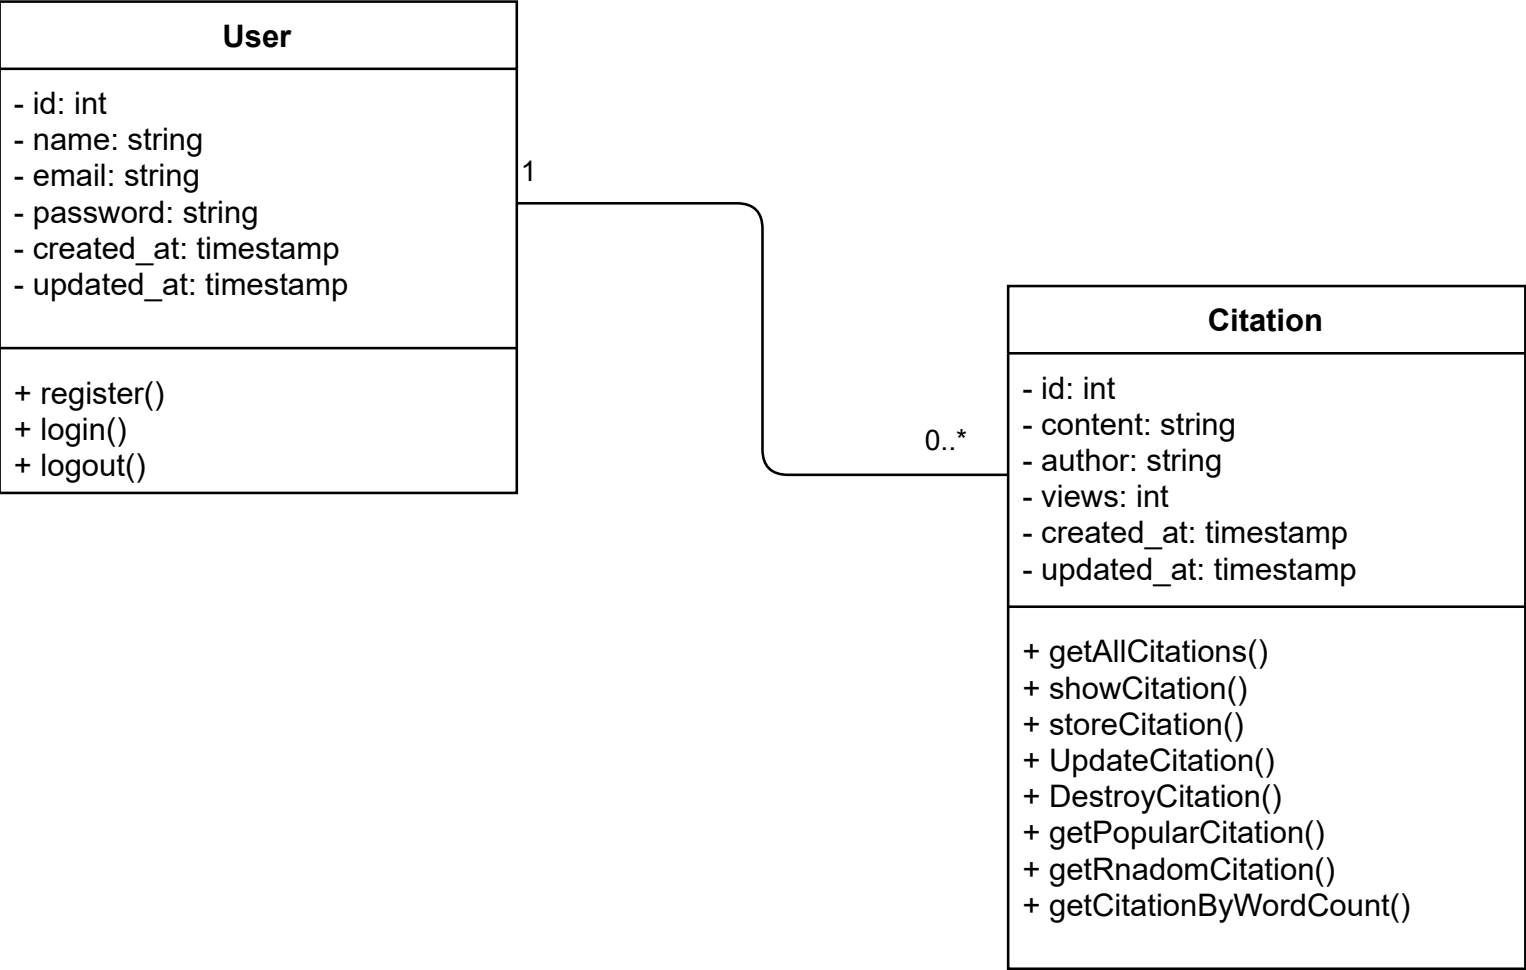 User
- id: int
- name: string
- email: string
- password: string
- created_at: timestamp
- updated_at: timestamp
+ register()
+ login()
+ logout()
1
0..*
Citation
- id: int
- content: string
- author: string
- views: int
- created_at: timestamp
- updated_at: timestamp
+ getAllCitations()
+ showCitation()
+ storeCitation()
+ UpdateCitation()
+ DestroyCitation()
+ getPopularCitation()
+ getRnadomCitation()
+ getCitationByWordCount()